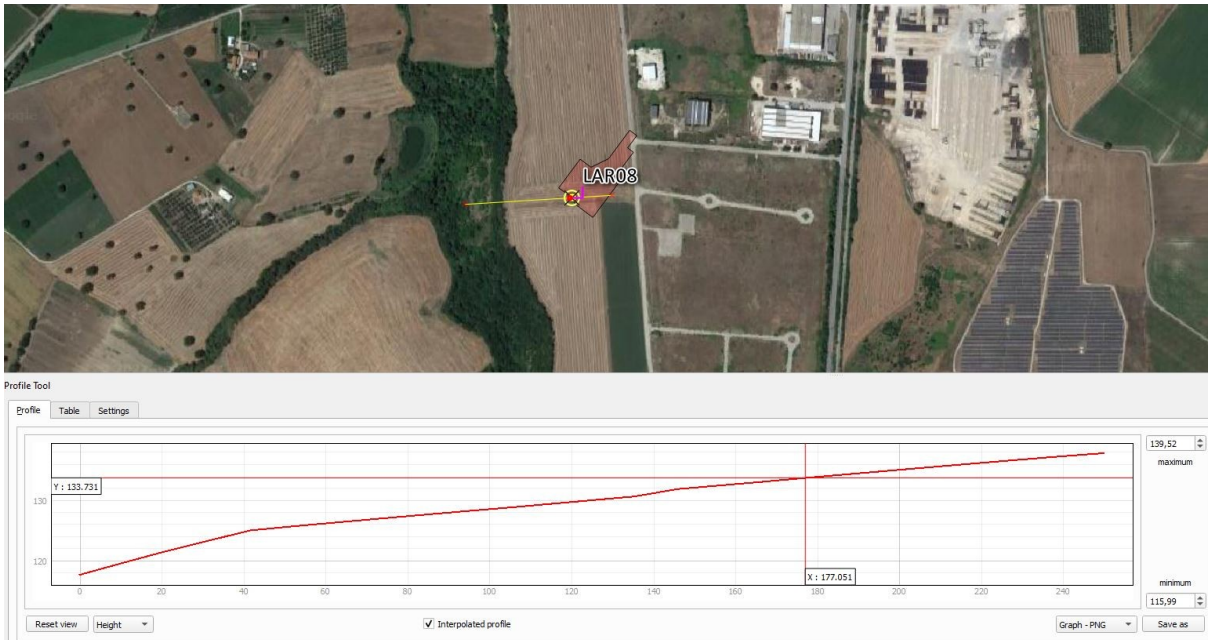 oogle
LAR08
Profile Tool
Profile Table Settings
139,52
maximum
Y : 133.731
130
120
X : 177.051
minimum
115,99
0 20 40 60 80 100 120 140 160 180 200 220 240
Reset view Height Interpolated profile Graph - PNG Save as